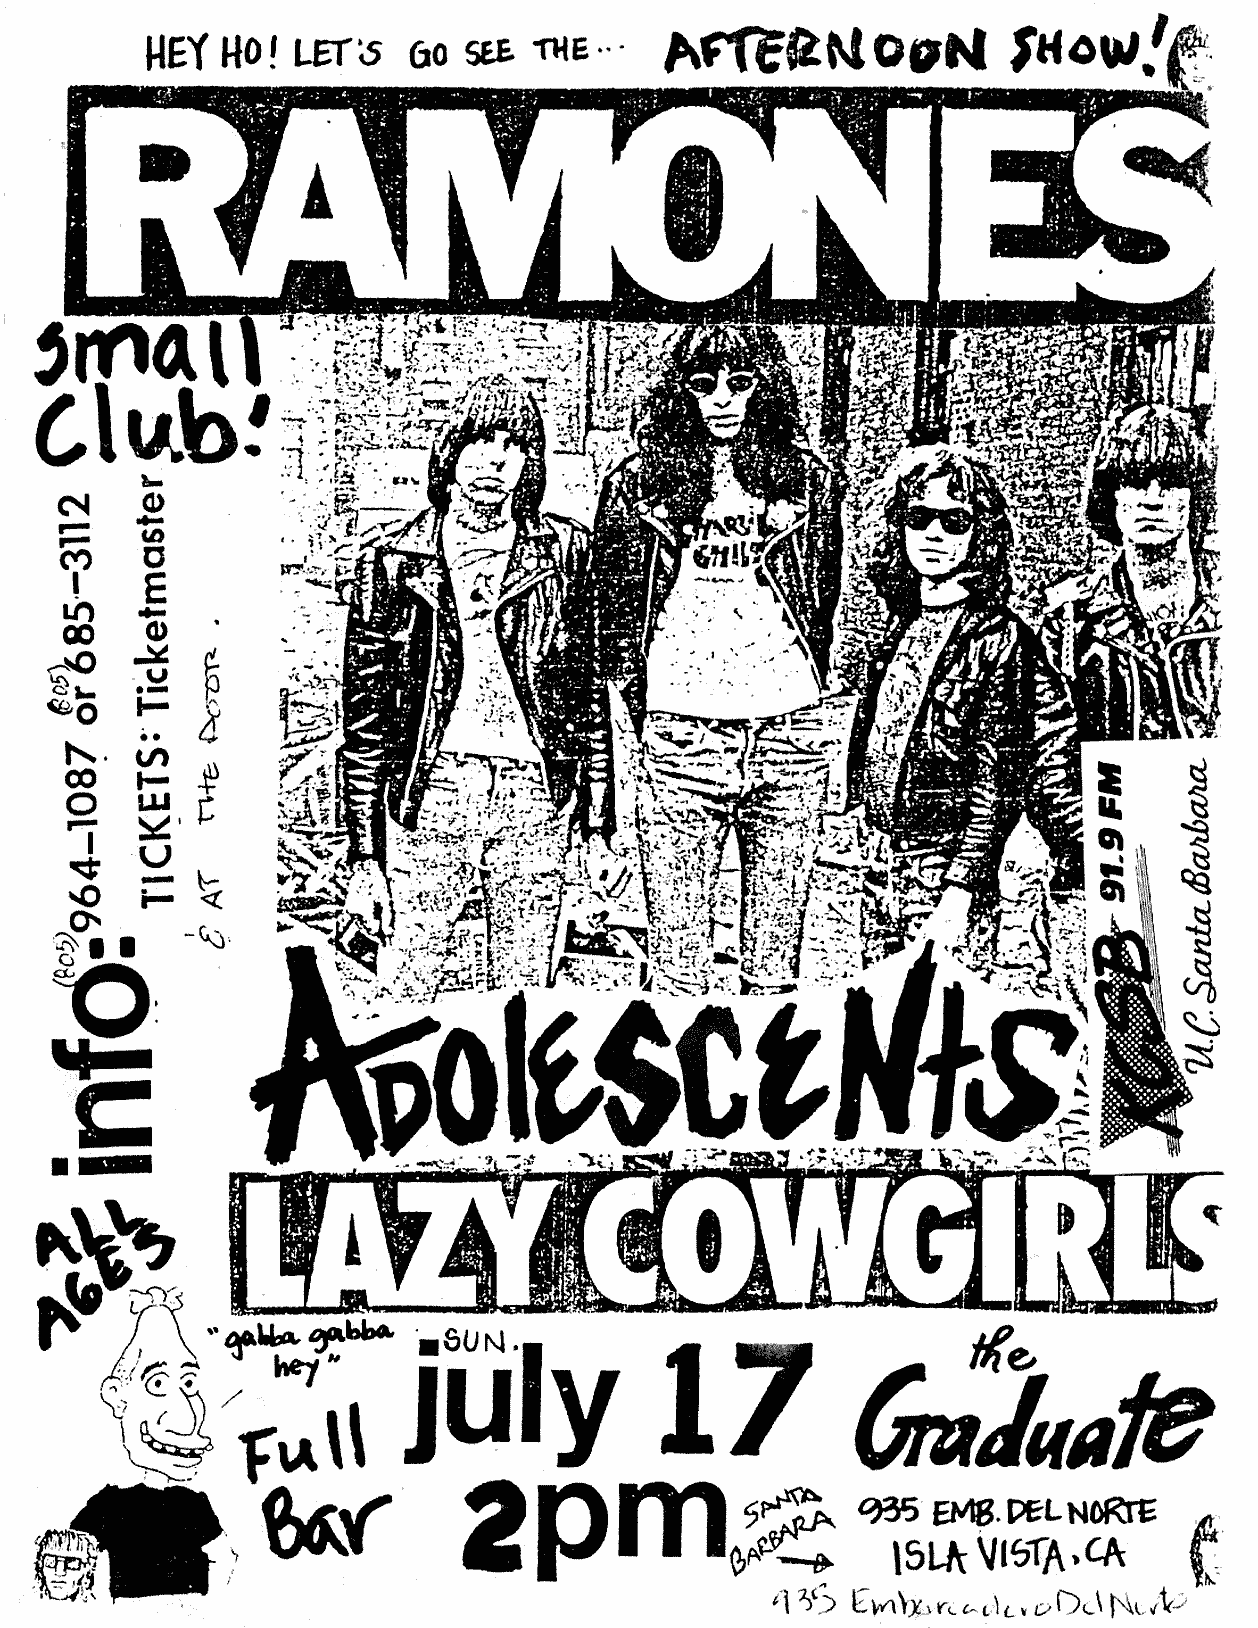 HEY HO! LET'S GO SEE THE... AFTERNOON SHOW!
RAMONES
small
Club!
info: (805) 964-1087 or (805) 685-3112
TICKETS: Ticketmaster
& AT THE DOOR.
MARBLE
CHILI
KCSB 91.9 FM
U.C. Santa Barbara
ADOLESCENTS
LAZY COWGIRLS
ALL
AGES
"gabba gabba
hey"
Full
Bar
SUN.
july 17
2pm
the
Graduate
SANTA
BARBARA
935 EMB. DEL NORTE
ISLA VISTA, CA
935 Embarcadero Del Norte